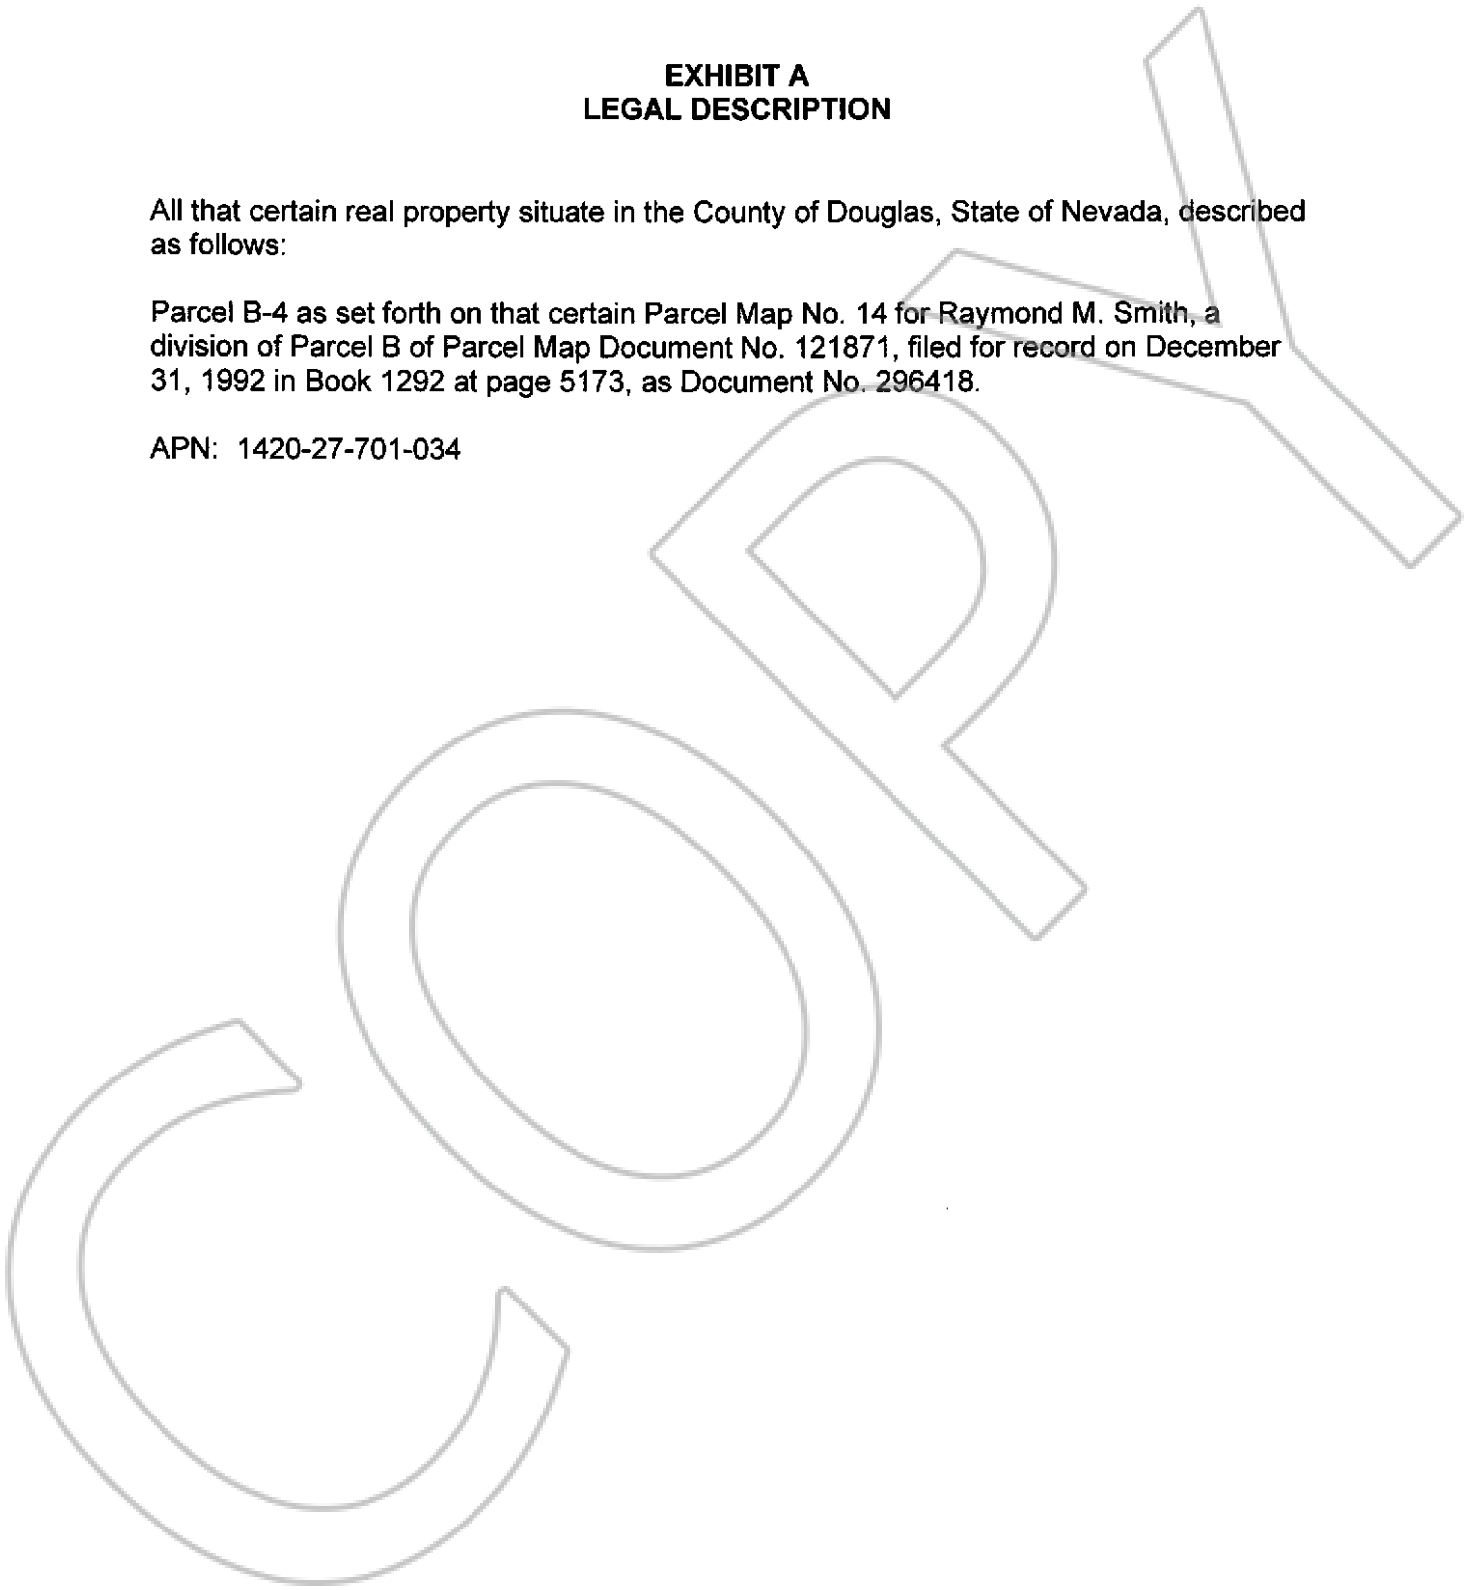 EXHIBIT A
LEGAL DESCRIPTION
All that certain real property situate in the County of Douglas, State of Nevada, described
as follows:
Parcel B-4 as set forth on that certain Parcel Map No. 14 for Raymond M. Smith, a
division of Parcel B of Parcel Map Document No. 121871, filed for record on December
31, 1992 in Book 1292 at page 5173, as Document No. 296418.
APN: 1420-27-701-034
COPY